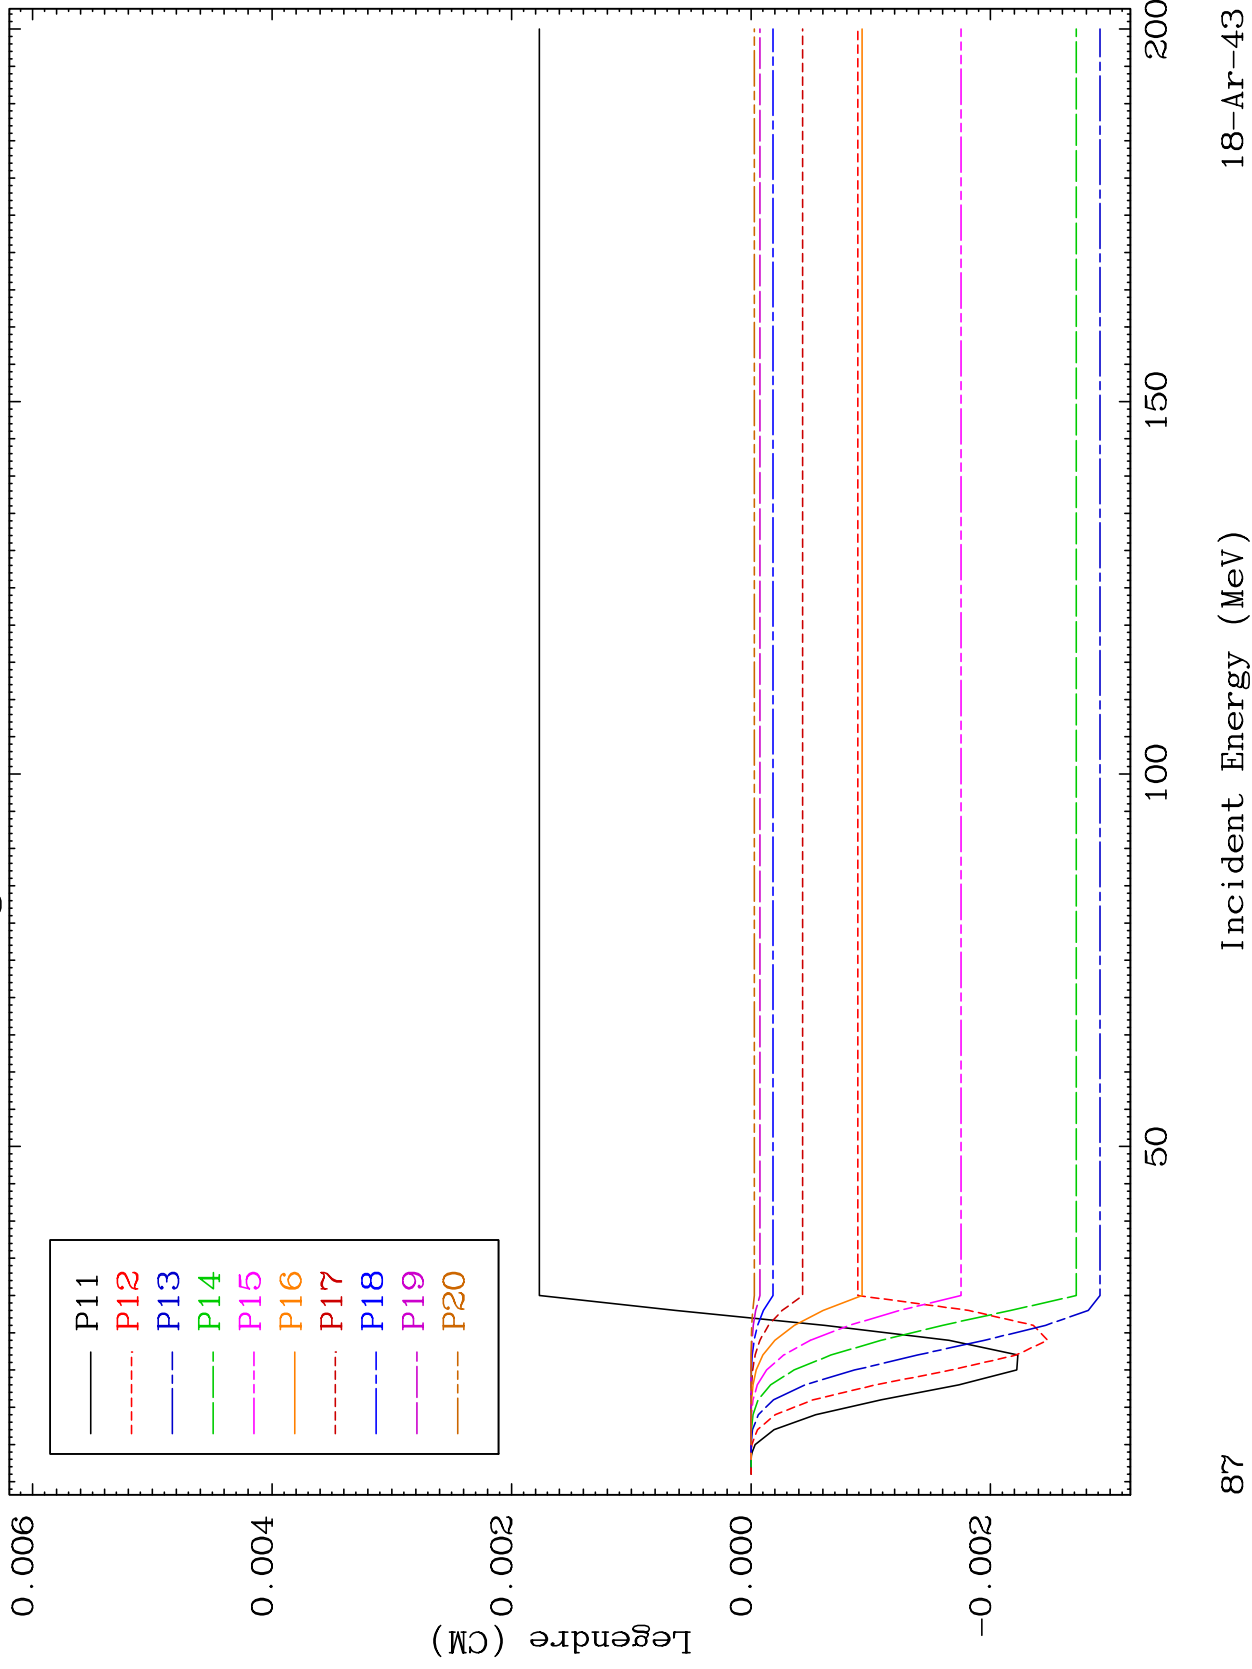 0.006
0.004
0.002
0.000
-0.002
Legendre (CM)
P11
P12
P13
P14
P15
P16
P17
P18
P19
P20
50
100
150
200
Incident Energy (MeV)
87
18-Ar-43